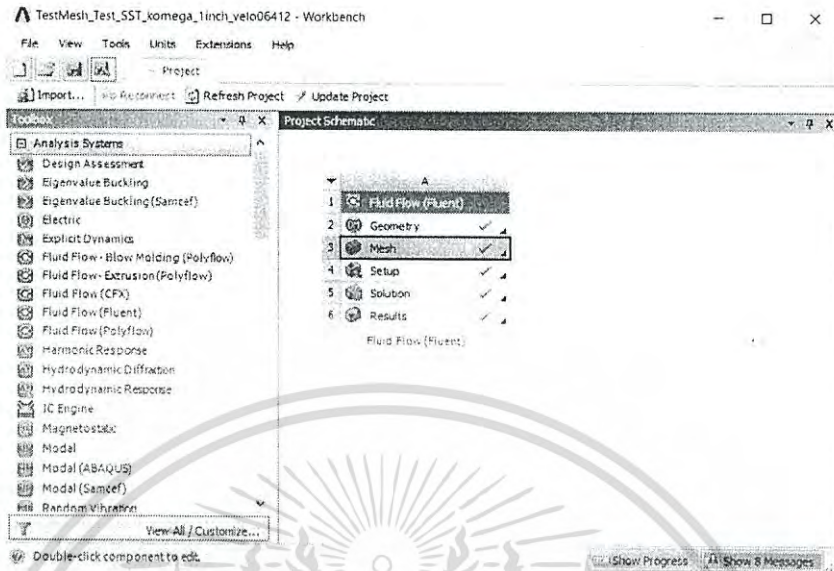 TestMesh_Test_SST_komega_1inch_velo06412 - Workbench
File View Tools Units Extensions Help
Project
Import... Reconnect Refresh Project Update Project
Toolbox
Project Schematic
Analysis Systems
Design Assessment
Eigenvalue Buckling
Eigenvalue Buckling (Samcef)
Electric
Explicit Dynamics
Fluid Flow - Blow Molding (Polyflow)
Fluid Flow - Extrusion (Polyflow)
Fluid Flow (CFX)
Fluid Flow (Fluent)
Fluid Flow (Polyflow)
Harmonic Response
Hydrodynamic Diffraction
Hydrodynamic Response
IC Engine
Magnetostatic
Modal
Modal (ABAQUS)
Modal (Samcef)
Random Vibration
View All / Customize...
A
1 Fluid Flow (Fluent)
2 Geometry
3 Mesh
4 Setup
5 Solution
6 Results
Fluid Flow (Fluent)
Double-click component to edit.
Show Progress Show 8 Messages